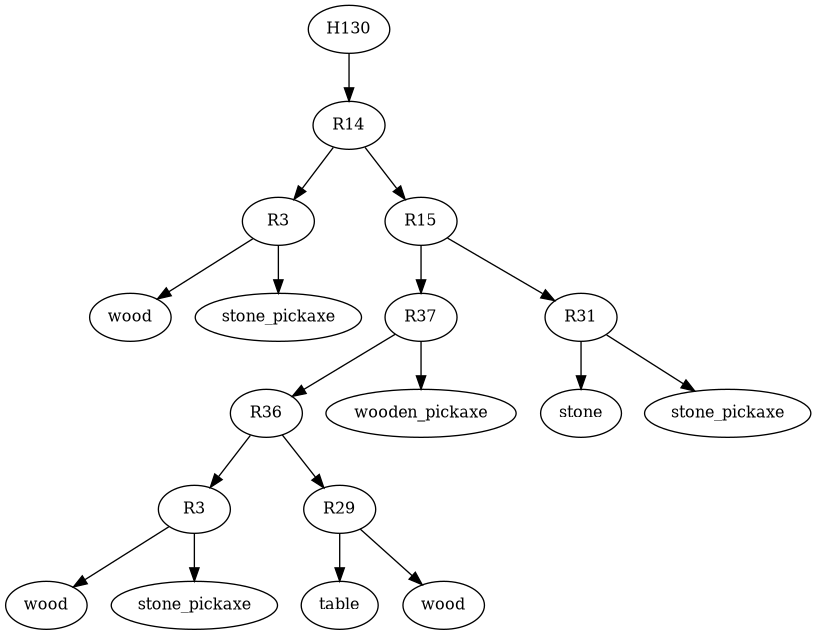 H130
R14
R3
R15
wood
stone_pickaxe
R37
R31
R36
wooden_pickaxe
stone
stone_pickaxe
R3
R29
wood
stone_pickaxe
table
wood